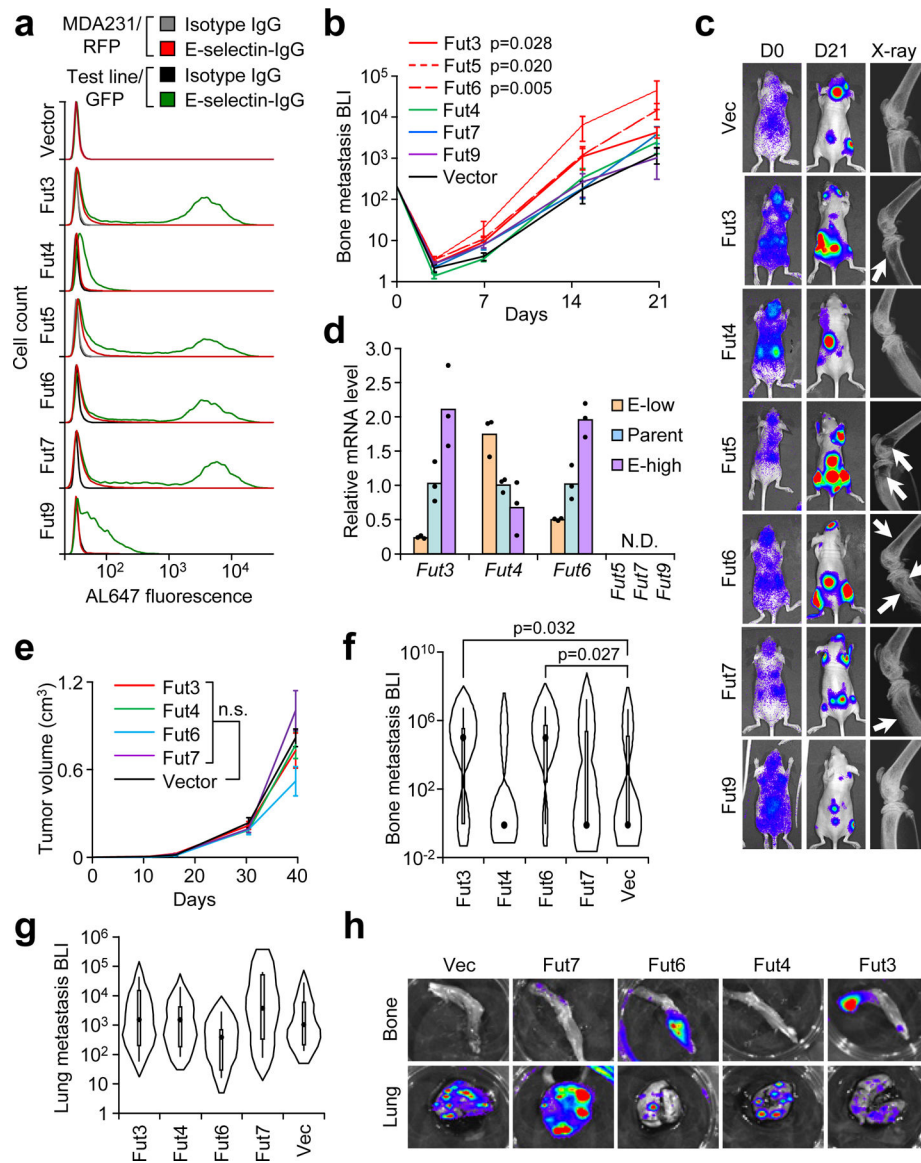 a
MDA231/ RFP
Isotype IgG
E-selectin-IgG
Test line/ GFP
Isotype IgG
E-selectin-IgG
Cell count
Vector
Fut3
Fut4
Fut5
Fut6
Fut7
Fut9
10² 10³ 10⁴
AL647 fluorescence
b
Bone metastasis BLI
10⁵
10⁴
10³
10²
10
1
Fut3 p=0.028
Fut5 p=0.020
Fut6 p=0.005
Fut4
Fut7
Fut9
Vector
0 7 14 21
Days
c
D0 D21 X-ray
Vec
Fut3
Fut4
Fut5
Fut6
Fut7
Fut9
d
Relative mRNA level
3.0
2.5
2.0
1.5
1.0
0.5
0
E-low
Parent
E-high
N.D.
Fut3 Fut4 Fut6 Fut5 Fut7 Fut9
e
Tumor volume (cm³)
1.2
0.6
0
Fut3
Fut4
Fut6
Fut7
Vector
n.s.
0 10 20 30 40
Days
f
p=0.032
p=0.027
Bone metastasis BLI
10¹⁰
10⁶
10²
10⁻²
Fut3 Fut4 Fut6 Fut7 Vec
g
Lung metastasis BLI
10⁶
10⁵
10⁴
10³
10²
10
1
Fut3 Fut4 Fut6 Fut7 Vec
h
Vec Fut7 Fut6 Fut4 Fut3
Bone
Lung